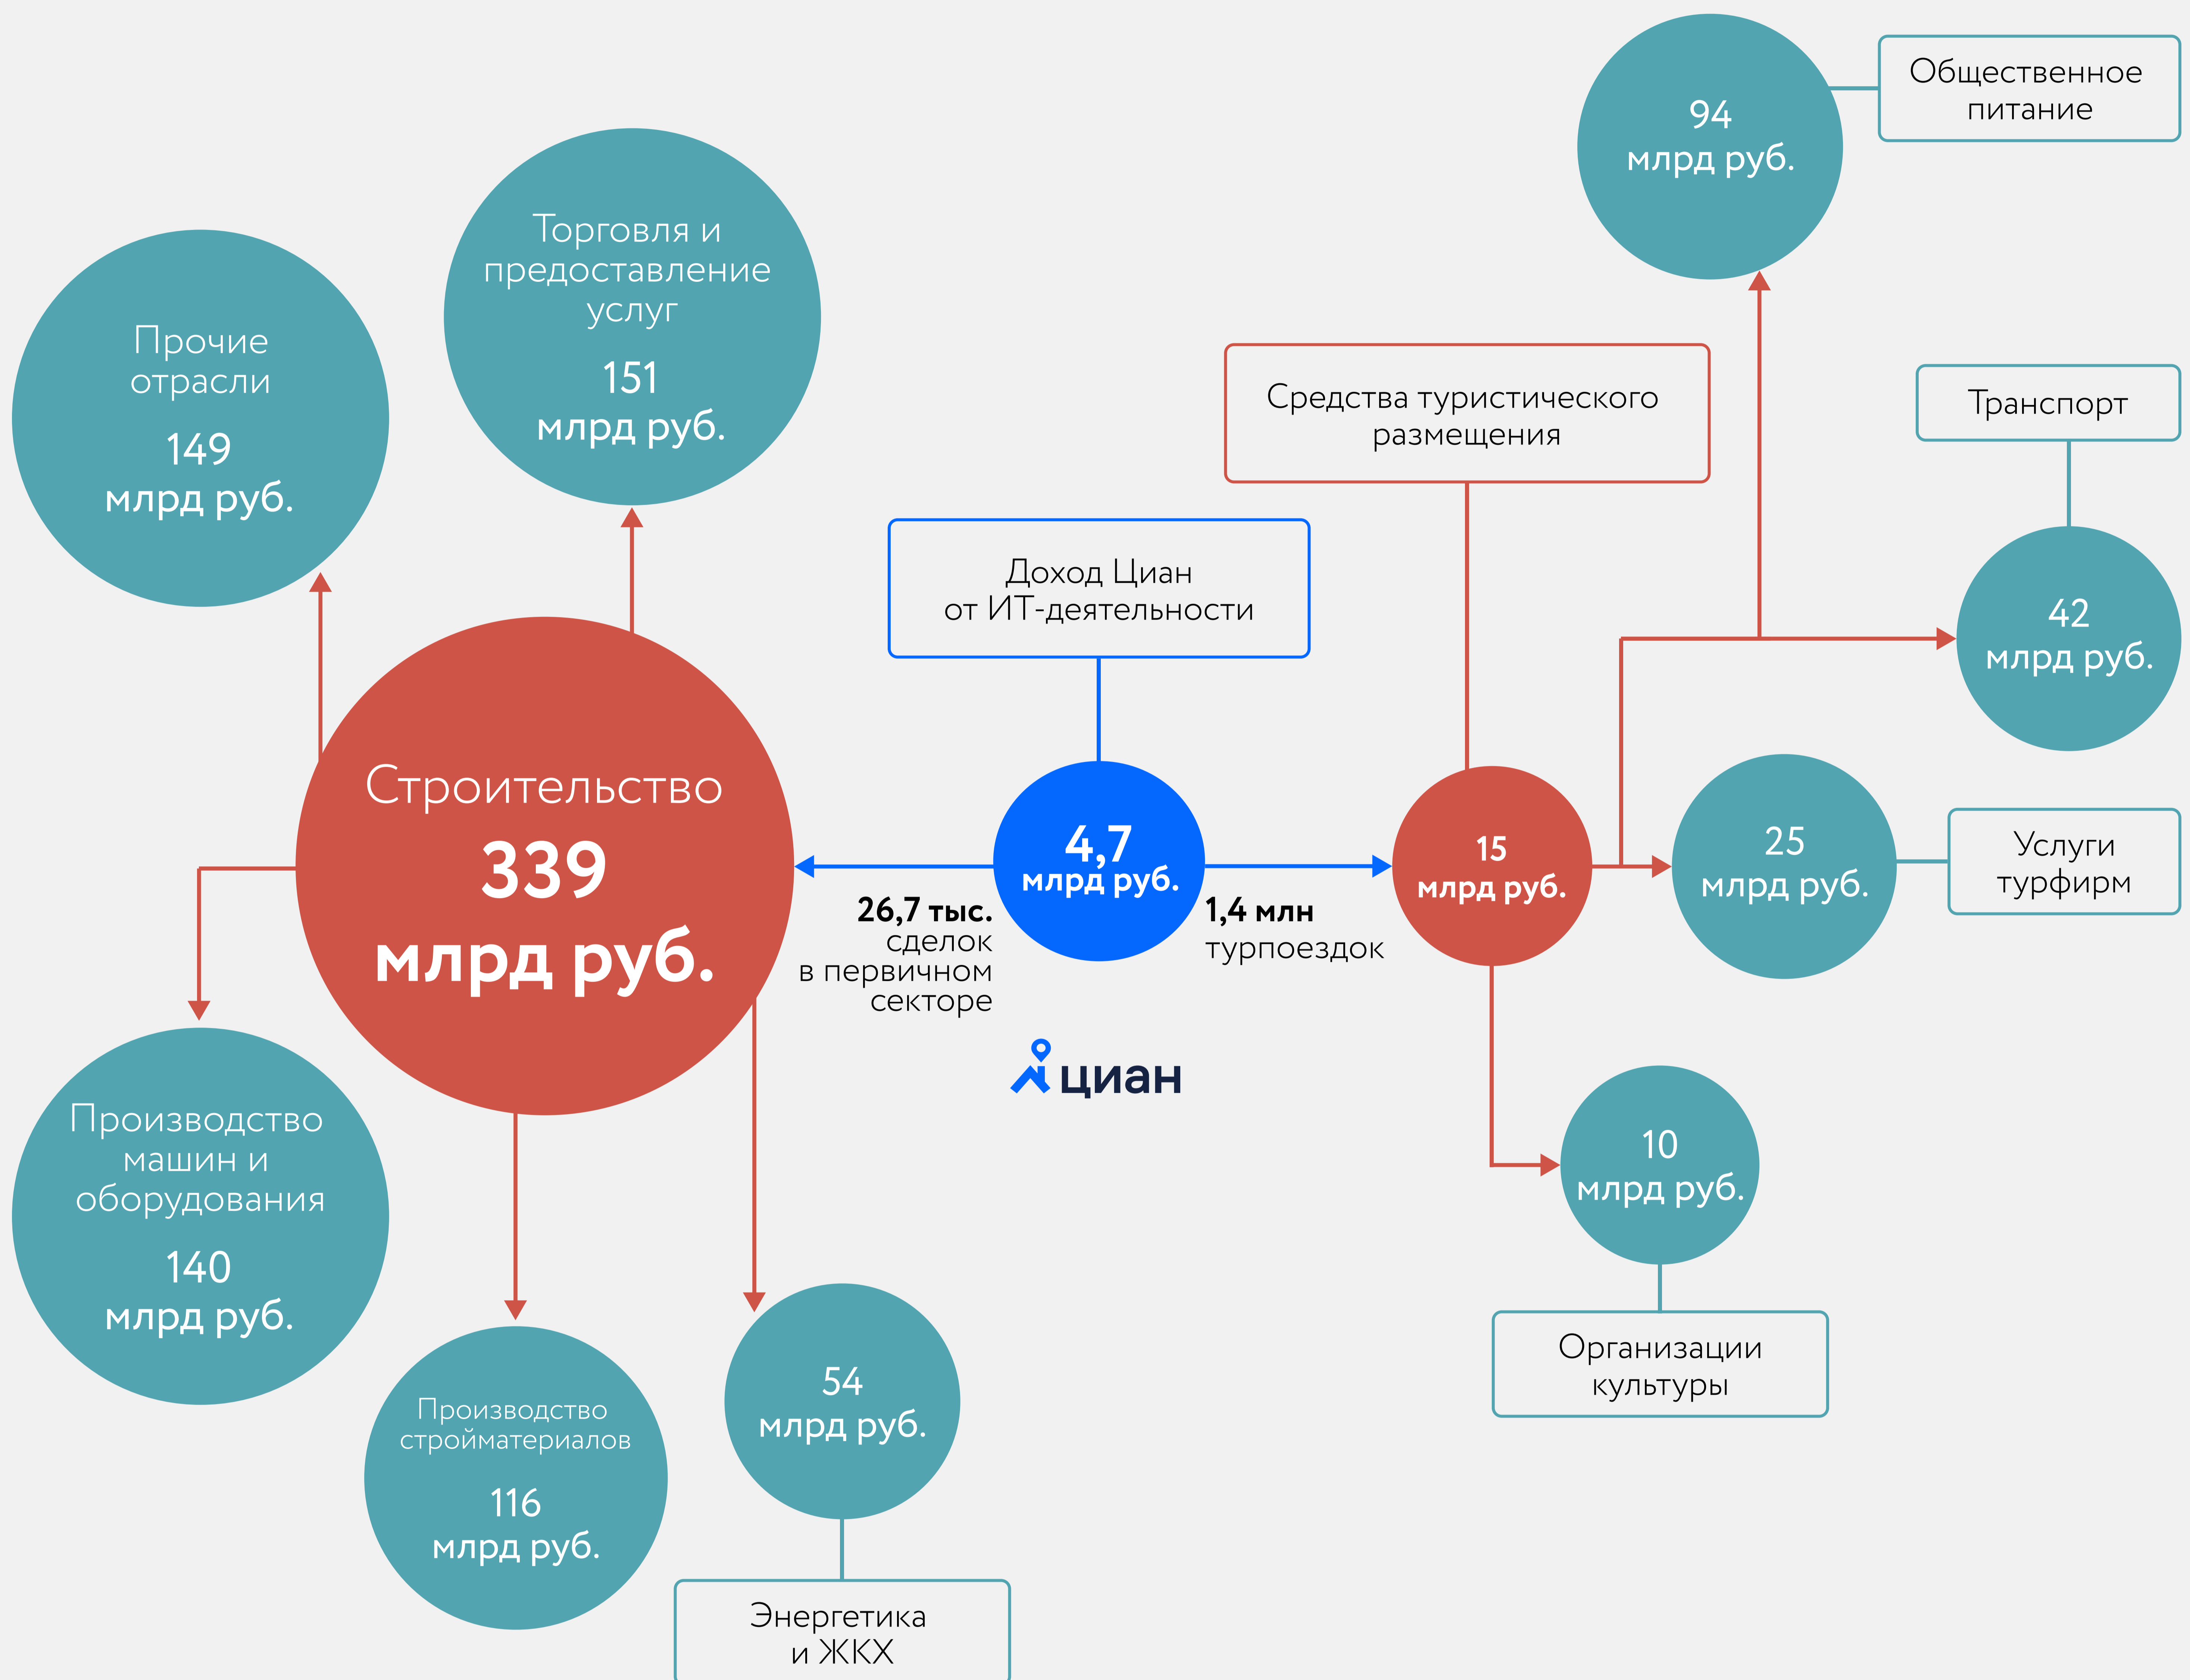 94
млрд руб.
Общественное
питание
Торговля и
предоставление
услуг
151
млрд руб.
Прочие
отрасли
149
млрд руб.
Средства туристического
размещения
Транспорт
42
млрд руб.
Доход Циан
от ИТ-деятельности
Строительство
339
млрд руб.
4,7
млрд руб.
26,7 тыс.
сделок
в первичном
секторе
1,4 млн
турпоездок
15
млрд руб.
25
млрд руб.
Услуги
турфирм
циан
Производство
машин и
оборудования
140
млрд руб.
10
млрд руб.
Организации
культуры
Производство
стройматериалов
116
млрд руб.
54
млрд руб.
Энергетика
и ЖКХ